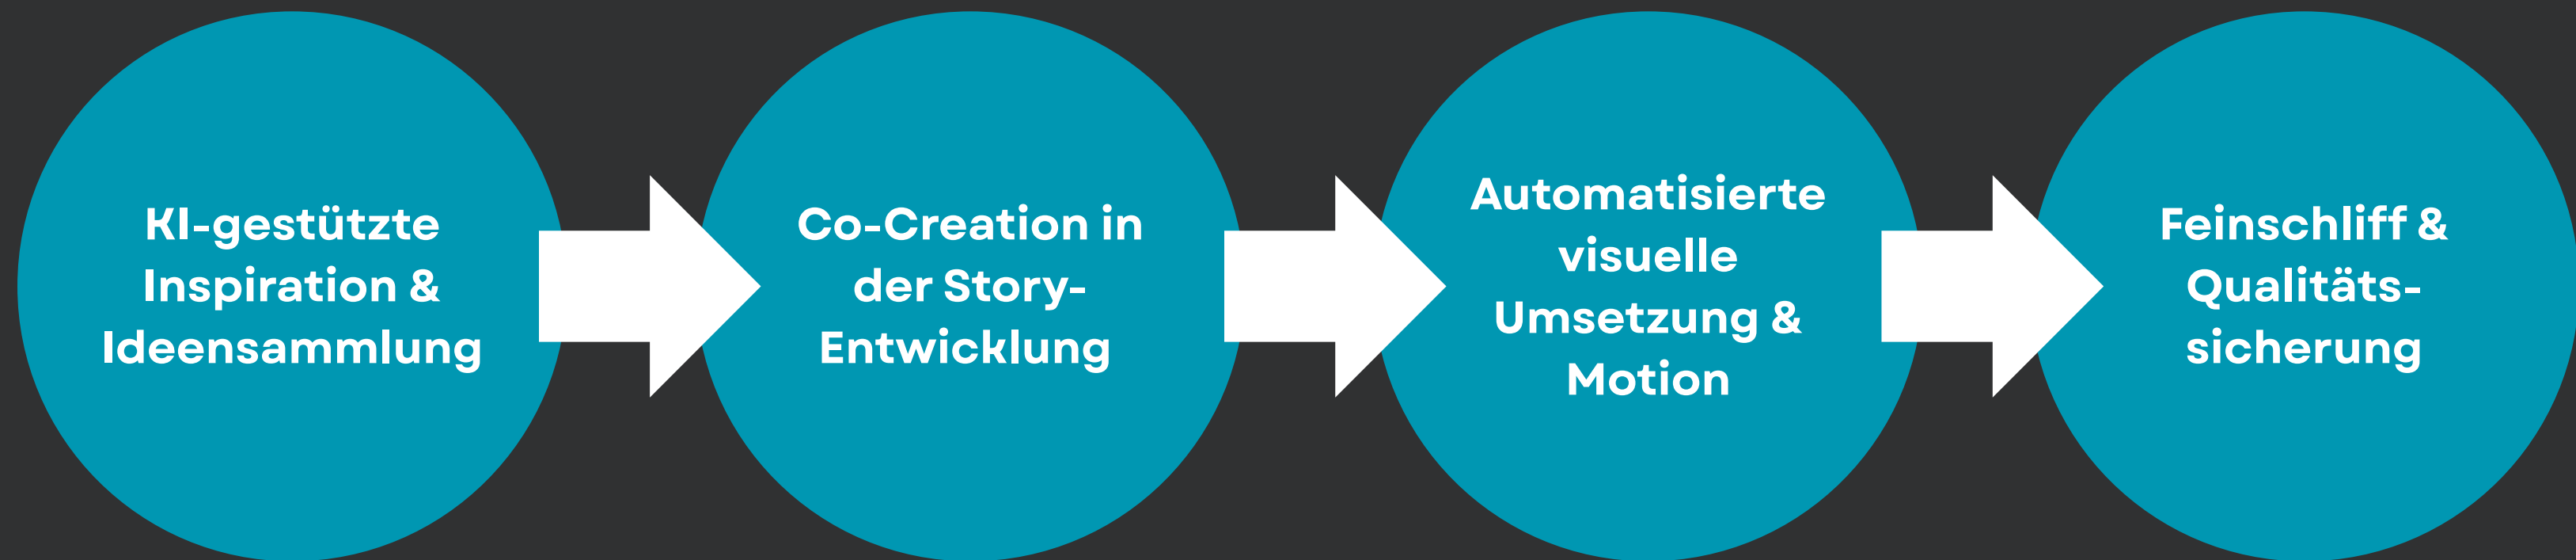 KI-gestützte
Inspiration &
Ideensammlung
Co-Creation in
der Story-
Entwicklung
Automatisierte
visuelle
Umsetzung &
Motion
Feinschliff &
Qualitäts-
sicherung